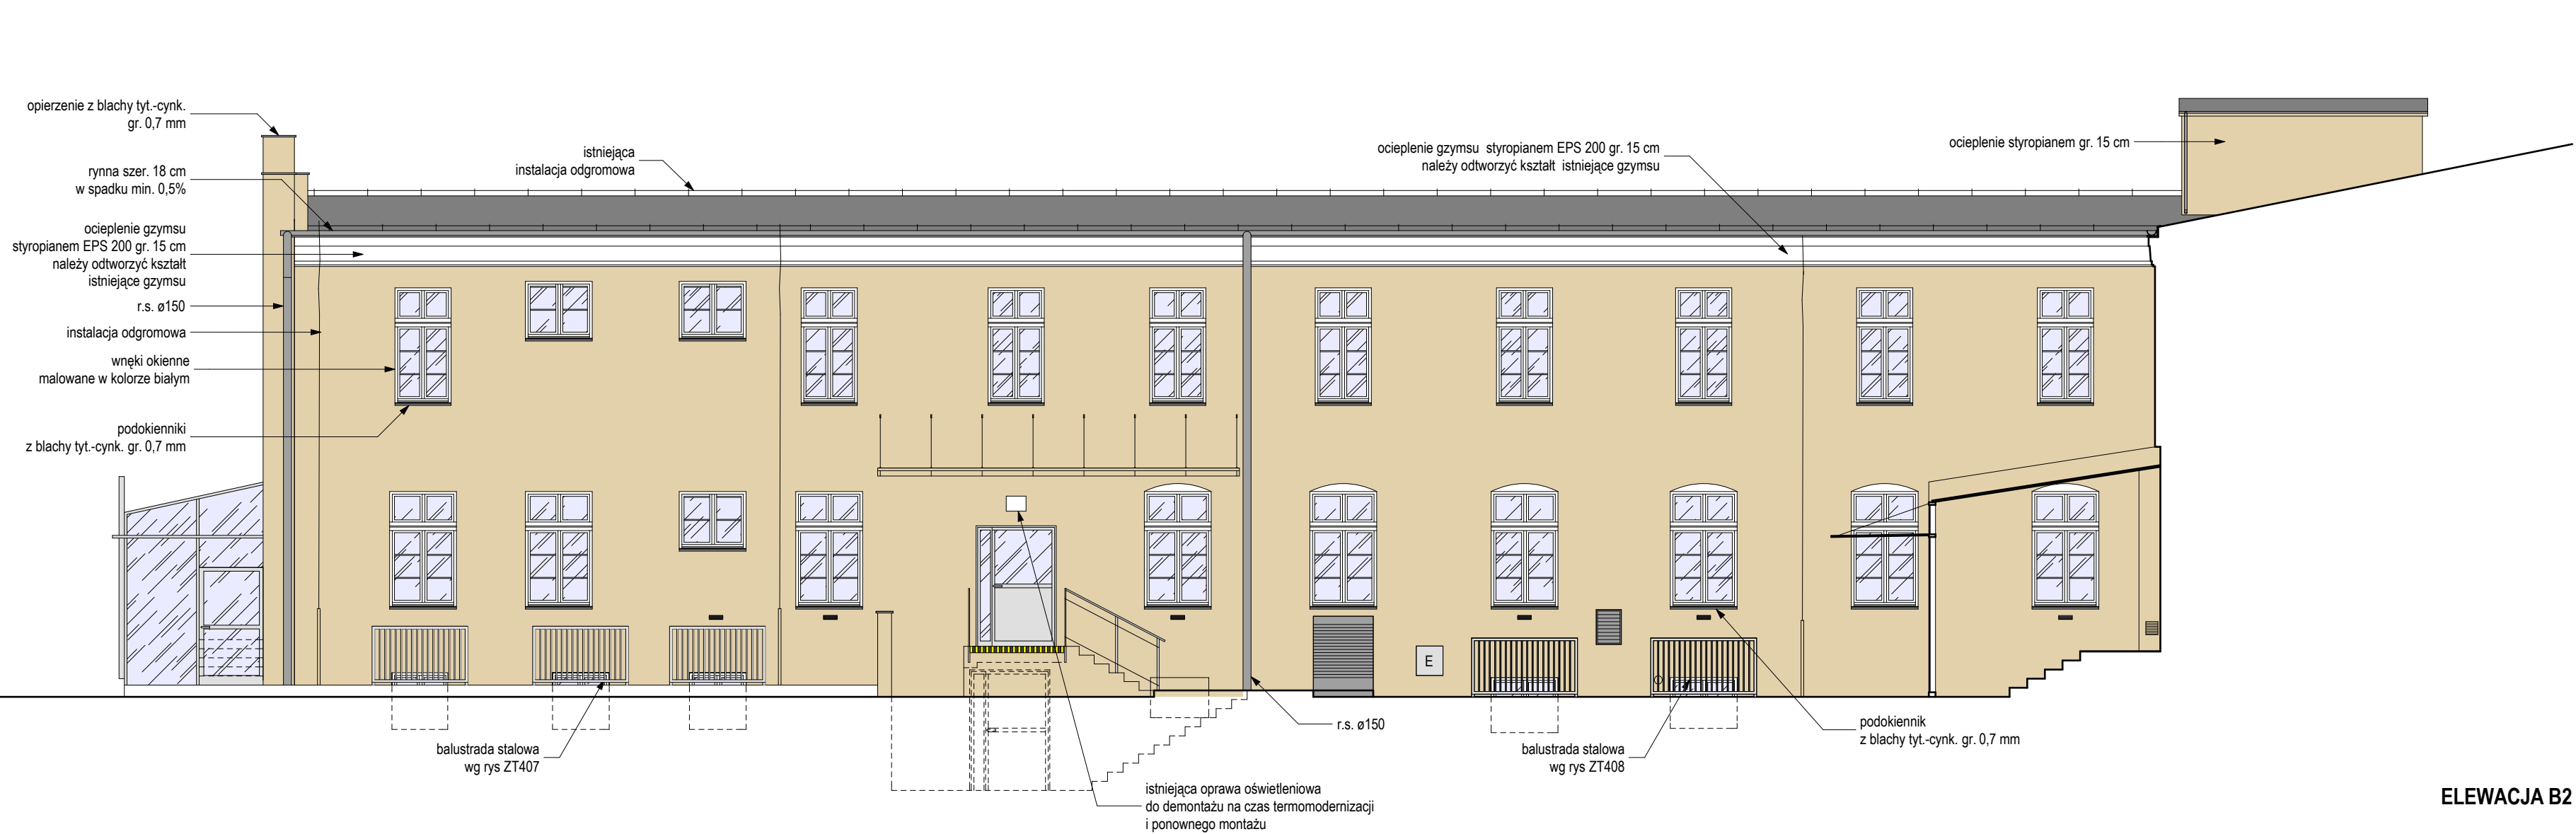 opierzenie z blachy tyt.-cynk.
gr. 0,7 mm
rynna szer. 18 cm
w spadku min. 0,5%
ocieplenie gzymsu
styropianem EPS 200 gr. 15 cm
należy odtworzyć kształt
istniejące gzymsu
r.s. ø150
instalacja odgromowa
wnęki okienne
malowane w kolorze białym
podokienniki
z blachy tyt.-cynk. gr. 0,7 mm
istniejąca
instalacja odgromowa
ocieplenie gzymsu styropianem EPS 200 gr. 15 cm
należy odtworzyć kształt istniejące gzymsu
ocieplenie styropianem gr. 15 cm
E
balustrada stalowa
wg rys ZT407
r.s. ø150
istniejąca oprawa oświetleniowa
do demontażu na czas termomodernizacji
i ponownego montażu
balustrada stalowa
wg rys ZT408
podokiennik
z blachy tyt.-cynk. gr. 0,7 mm
ELEWACJA B2